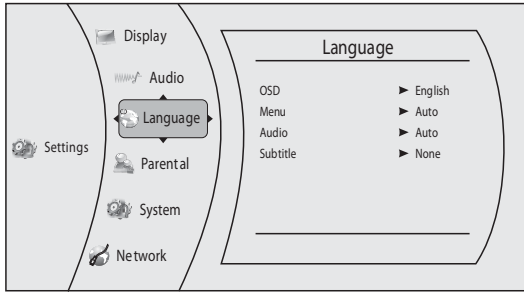 Settings
Display
Audio
Language
Parental
System
Network
Language
OSD ► English
Menu ► Auto
Audio ► Auto
Subtitle ► None